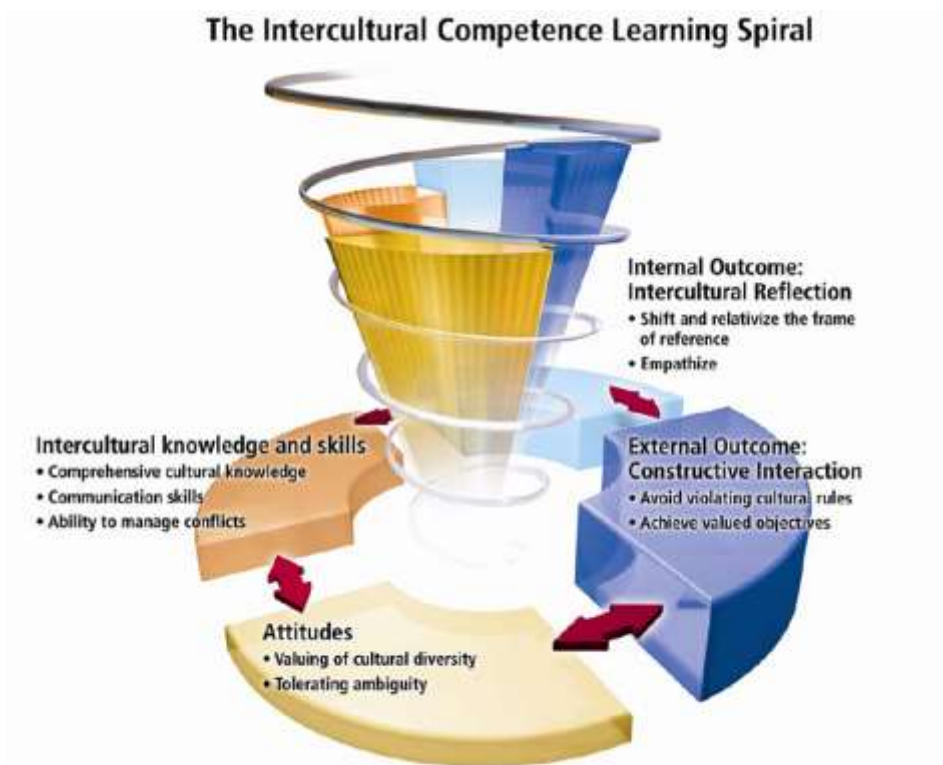 The Intercultural Competence Learning Spiral
Internal Outcome:
Intercultural Reflection
• Shift and relativize the frame
of reference
• Empathize
Intercultural knowledge and skills
• Comprehensive cultural knowledge
• Communication skills
• Ability to manage conflicts
External Outcome:
Constructive Interaction
• Avoid violating cultural rules
• Achieve valued objectives
Attitudes
• Valuing of cultural diversity
• Tolerating ambiguity